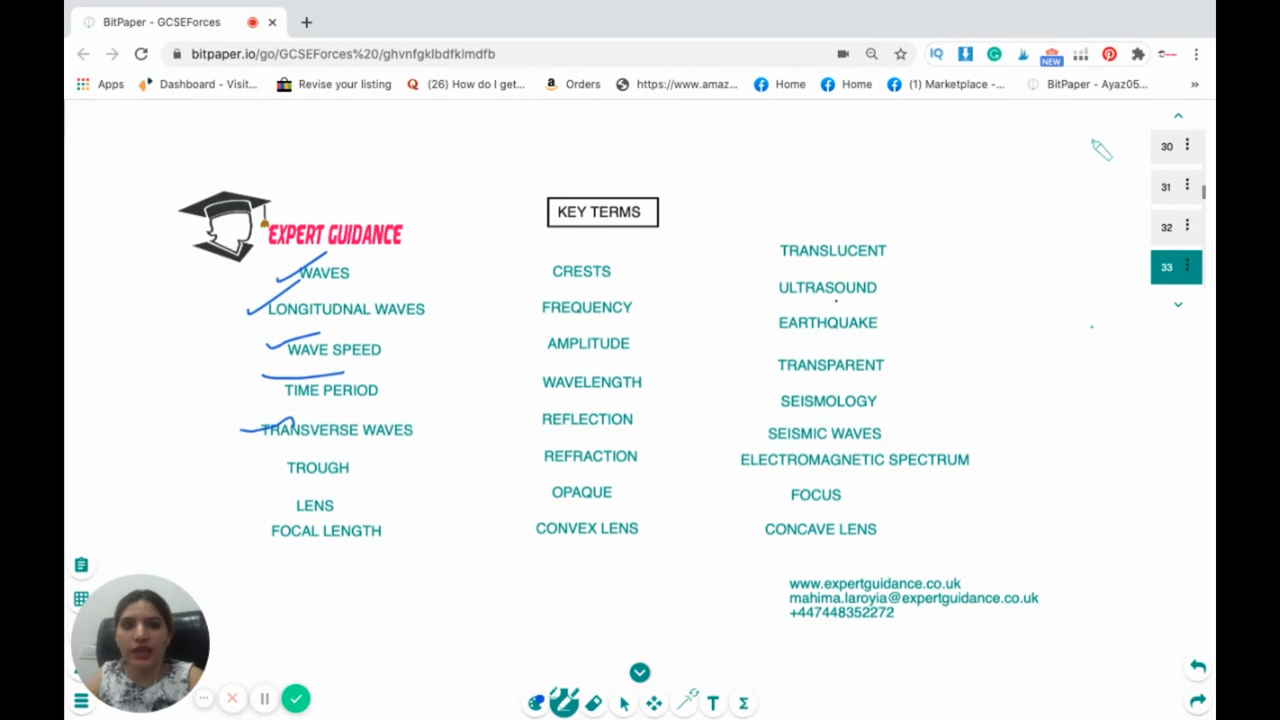 BitPaper - GCSEForces
bitpaper.io/go/GCSEForces%20/ghvnfgklbdfklmdfb
IQ
NEW
Apps
Dashboard - Visit...
Revise your listing
(26) How do I get...
Orders
https://www.amaz...
Home
Home
(1) Marketplace -...
BitPaper - Ayaz05...
»
30
31
32
33
EXPERT GUIDANCE
KEY TERMS
WAVES
LONGITUDNAL WAVES
WAVE SPEED
TIME PERIOD
TRANSVERSE WAVES
TROUGH
LENS
FOCAL LENGTH
CRESTS
FREQUENCY
AMPLITUDE
WAVELENGTH
REFLECTION
REFRACTION
OPAQUE
CONVEX LENS
TRANSLUCENT
ULTRASOUND
EARTHQUAKE
TRANSPARENT
SEISMOLOGY
SEISMIC WAVES
ELECTROMAGNETIC SPECTRUM
FOCUS
CONCAVE LENS
www.expertguidance.co.uk
mahima.laroyia@expertguidance.co.uk
+447448352272
T
Σ